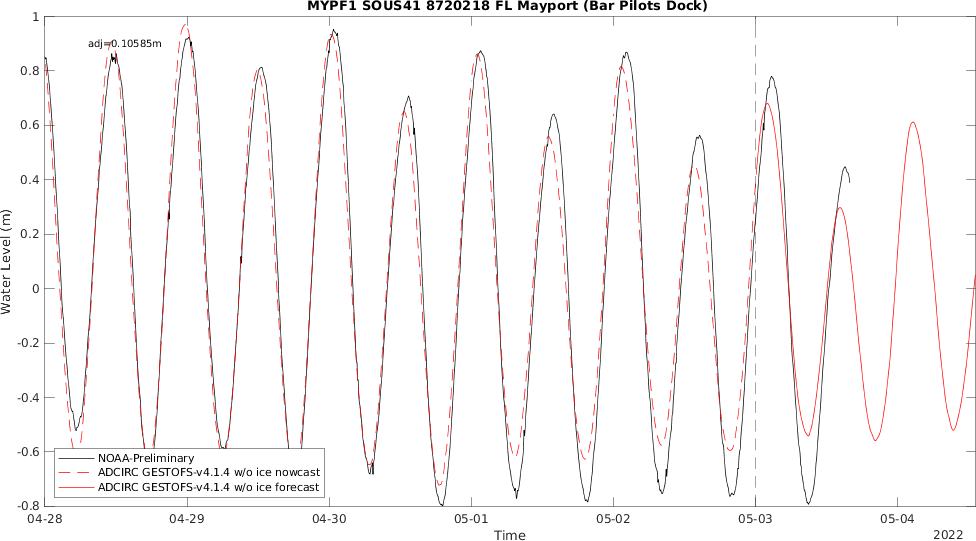 MYPF1 SOUS41 8720218 FL Mayport (Bar Pilots Dock)
adj=0.10585m
1
0.8
0.6
0.4
0.2
0
-0.2
-0.4
-0.6
-0.8
Water Level (m)
NOAA-Preliminary
ADCIRC GESTOFS-v4.1.4 w/o ice nowcast
ADCIRC GESTOFS-v4.1.4 w/o ice forecast
04-28 04-29 04-30 05-01 05-02 05-03 05-04
Time
2022